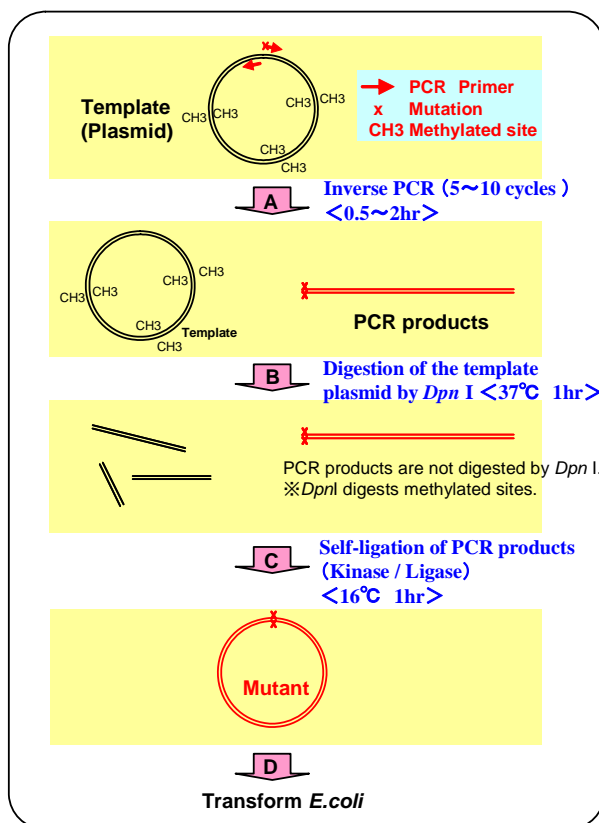 Template
(Plasmid)
CH3 CH3
CH3 CH3
CH3
CH3
PCR Primer
x Mutation
CH3 Methylated site
A
Inverse PCR (5～10 cycles )
＜0.5～2hr＞
CH3
CH3
CH3 CH3
CH3
CH3
Template
PCR products
B
Digestion of the template
plasmid by Dpn I ＜37℃ 1hr＞
PCR products are not digested by Dpn I.
※DpnI digests methylated sites.
C
Self-ligation of PCR products
(Kinase / Ligase)
＜16℃ 1hr＞
Mutant
D
Transform E.coli